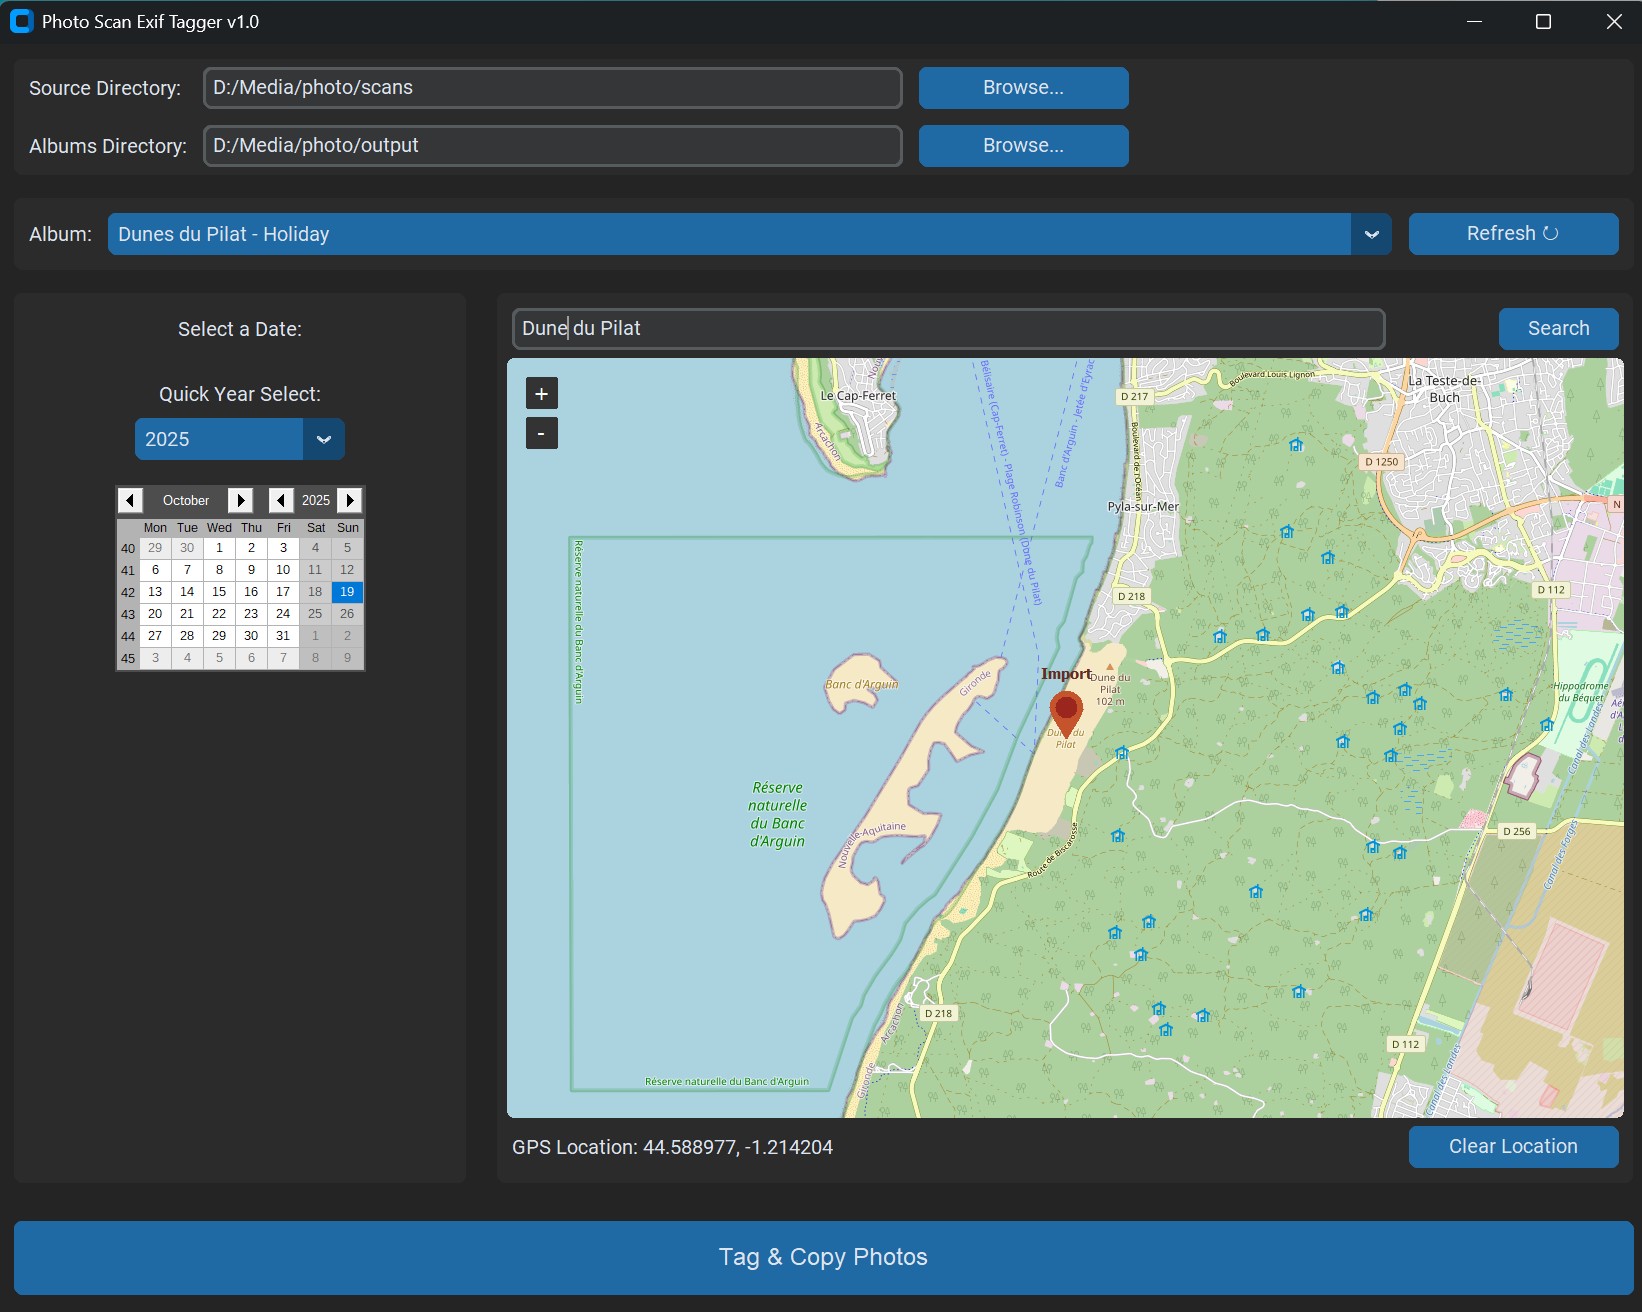 Photo Scan Exif Tagger v1.0
Source Directory: D:/Media/photo/scans Browse...
Albums Directory: D:/Media/photo/output Browse...
Album: Dunes du Pilat - Holiday Refresh
Select a Date:
Quick Year Select:
2025
October 2025
Mon Tue Wed Thu Fri Sat Sun
40 29 30 1 2 3 4 5
41 6 7 8 9 10 11 12
42 13 14 15 16 17 18 19
43 20 21 22 23 24 25 26
44 27 28 29 30 31 1 2
45 3 4 5 6 7 8 9
Dune du Pilat Search
+
-
Le Cap-Ferret
Arcachon
Bélisaire (Cap-Ferret) - Plage Robinson (Dune du Pilat)
Banc d'Arguin - Jetée d'Eyrac
D 217
Boulevard de l'Océan
Boulevard Louis Lignon
La Teste-de-
Buch
D 1250
N
Pyla-sur-Mer
D 218
D 112
Réserve naturelle du Banc d'Arguin
Banc d'Arguin
Gironde
Import
Dune du
Pilat
102 m
Dune du
Pilat
Hippodrome
du Béquet
Canal des Landes
Réserve
naturelle
du Banc
d'Arguin
Nouvelle-Aquitaine
Route de Biscarrosse
D 256
Canal des Forges
D 218
Arcachon
Gironde
D 112
Canal des Landes
Réserve naturelle du Banc d'Arguin
GPS Location: 44.588977, -1.214204 Clear Location
Tag & Copy Photos